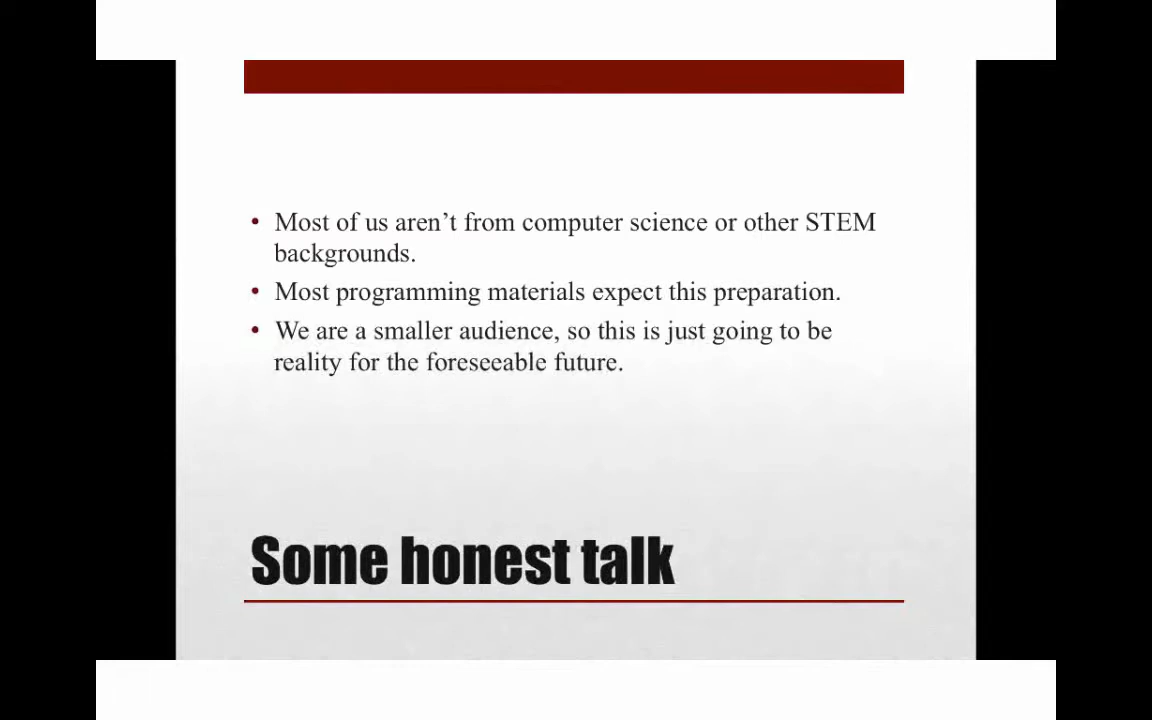 • Most of us aren’t from computer science or other STEM
backgrounds.
• Most programming materials expect this preparation.
• We are a smaller audience, so this is just going to be
reality for the foreseeable future.
Some honest talk